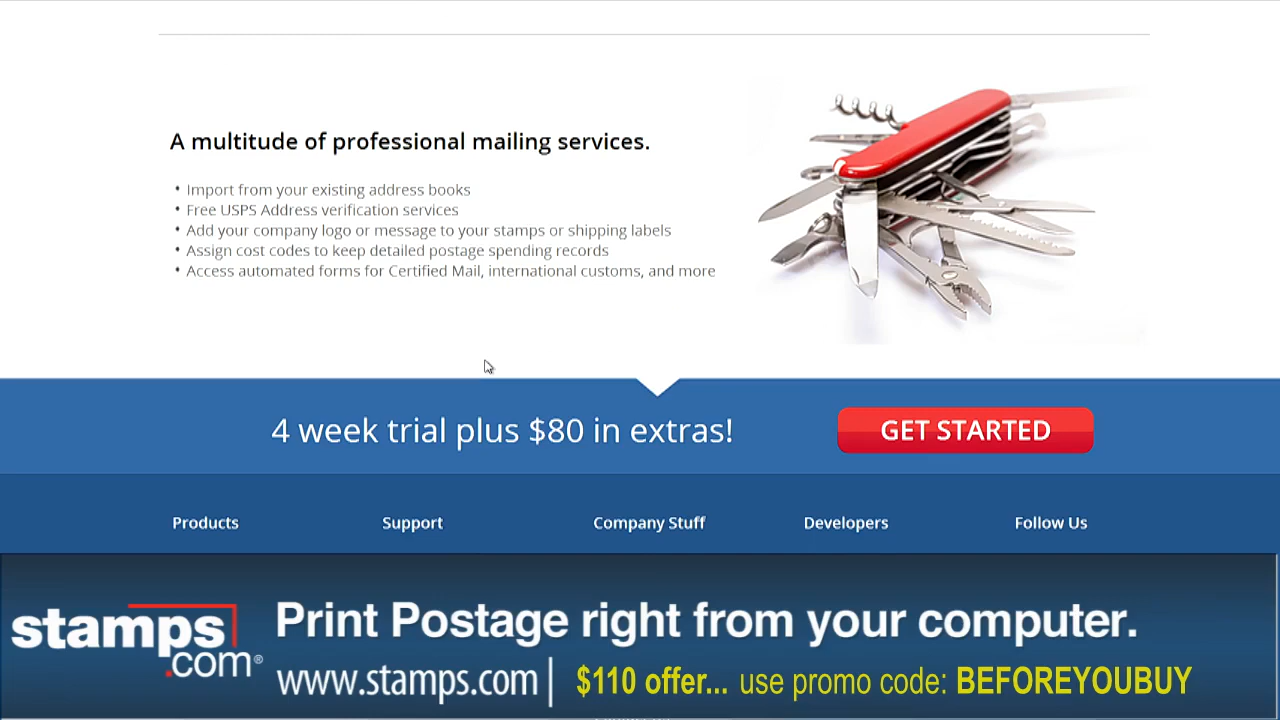 A multitude of professional mailing services.
• Import from your existing address books
• Free USPS Address verification services
• Add your company logo or message to your stamps or shipping labels
• Assign cost codes to keep detailed postage spending records
• Access automated forms for Certified Mail, international customs, and more
4 week trial plus $80 in extras!
GET STARTED
Products Support Company Stuff Developers Follow Us
stamps.com®
Print Postage right from your computer.
www.stamps.com | $110 offer... use promo code: BEFOREYOUBUY